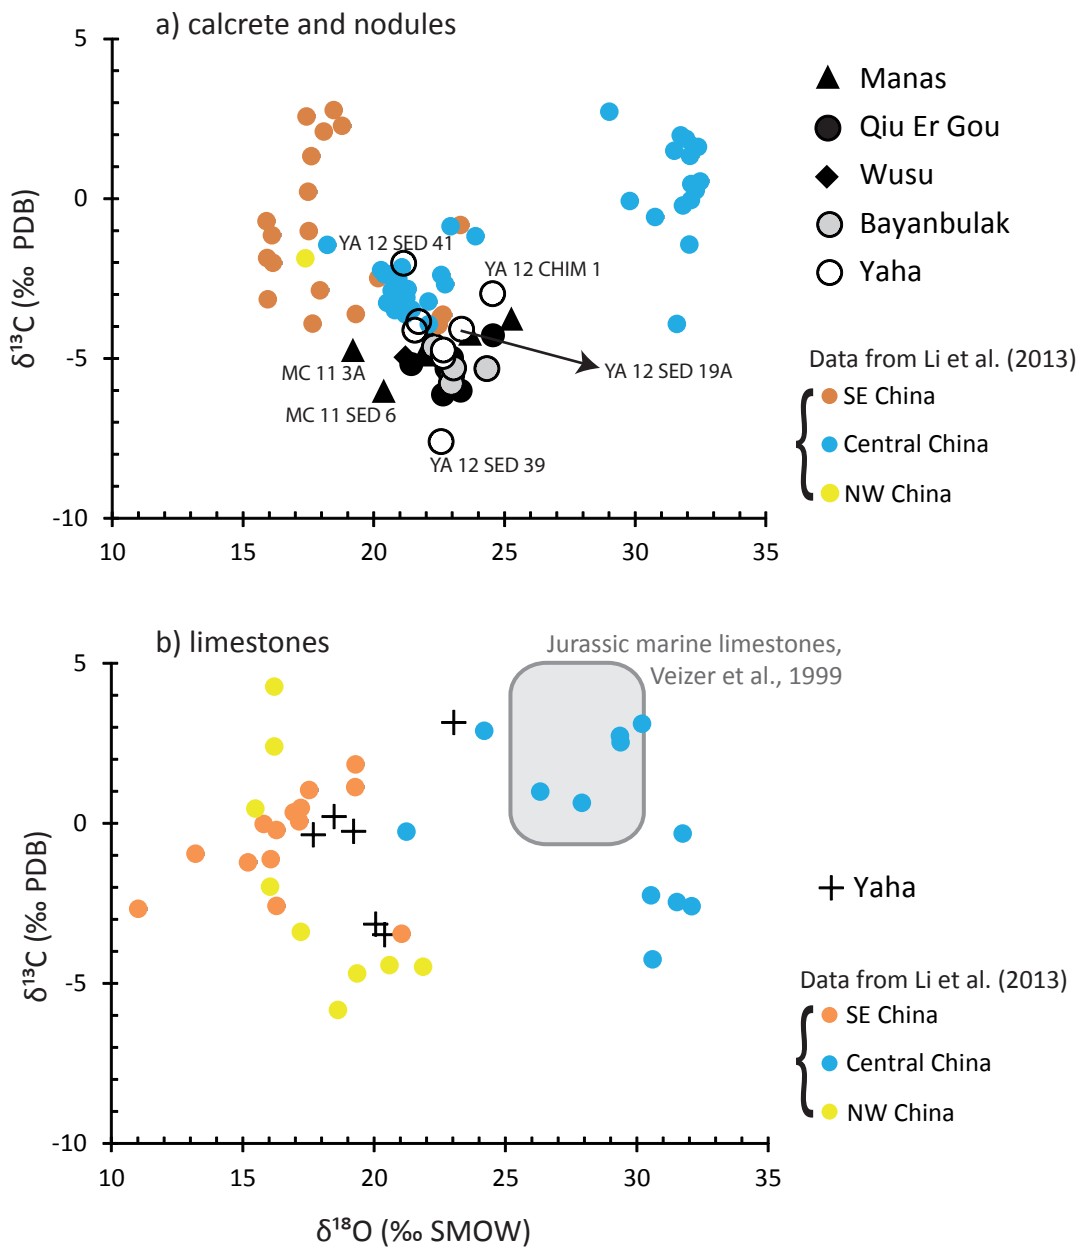 a) calcrete and nodules
5
0
-5
-10
δ¹³C (‰ PDB)
10 15 20 25 30 35
YA 12 SED 41
YA 12 CHIM 1
MC 11 3A
YA 12 SED 19A
MC 11 SED 6
YA 12 SED 39
Manas
Qiu Er Gou
Wusu
Bayanbulak
Yaha
Data from Li et al. (2013)
SE China
Central China
NW China
b) limestones
Jurassic marine limestones,
Veizer et al., 1999
5
0
-5
-10
δ¹³C (‰ PDB)
10 15 20 25 30 35
δ¹⁸O (‰ SMOW)
Yaha
Data from Li et al. (2013)
SE China
Central China
NW China